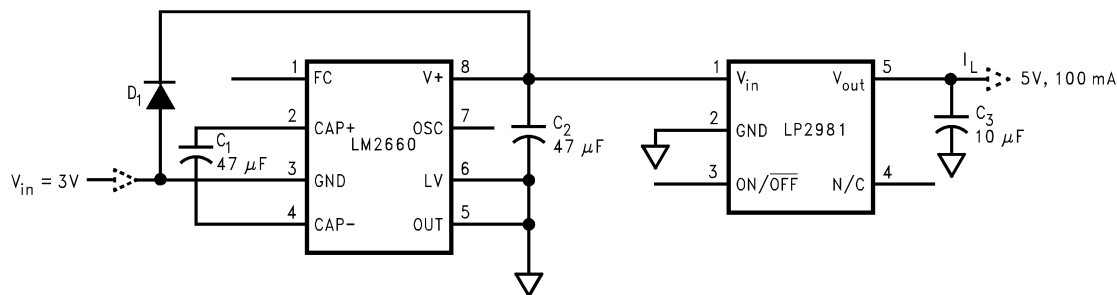 1
FC
V+
8
D1
2
CAP+
OSC
7
C1
47 μF
LM2660
C2
47 μF
Vin = 3V
3
GND
LV
6
4
CAP-
OUT
5
1
Vin
Vout
5
IL
5V, 100 mA
2
GND
LP2981
C3
10 μF
3
ON/O̅F̅F̅
N/C
4